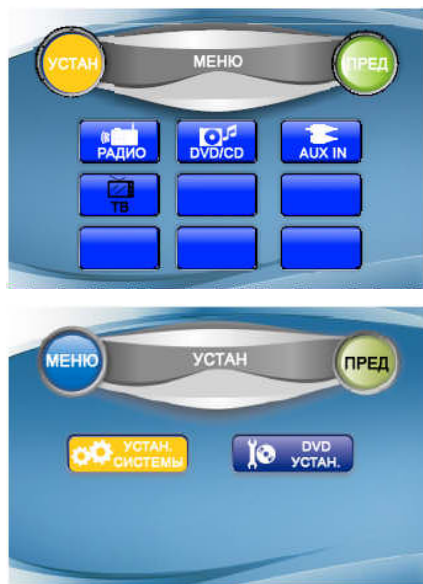 УСТАН
МЕНЮ
ПРЕД
РАДИО
DVD/CD
AUX IN
ТВ
МЕНЮ
УСТАН
ПРЕД
УСТАН.
СИСТЕМЫ
DVD
УСТАН.